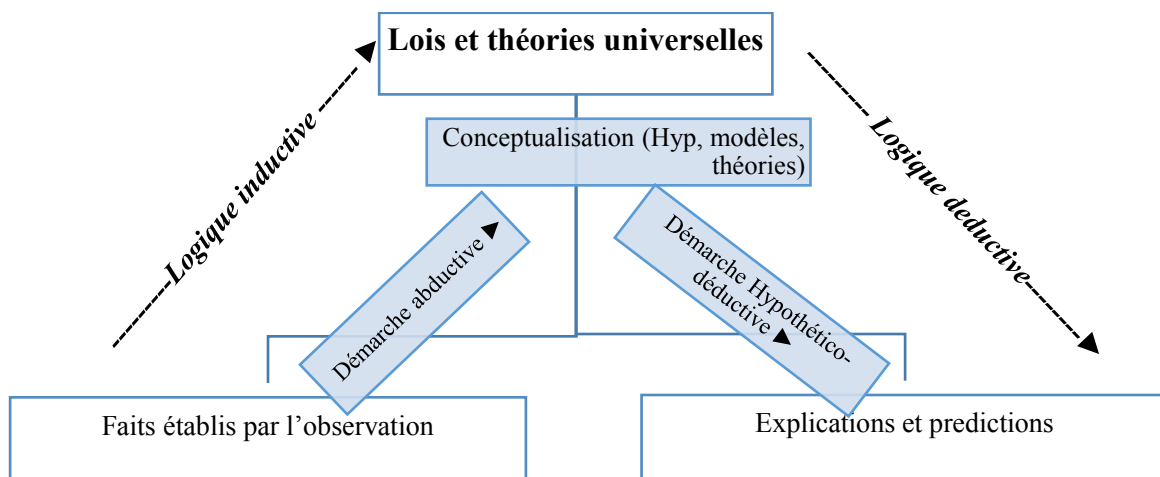 Lois et théories universelles
Conceptualisation (Hyp, modèles,
théories)
Logique inductive
Logique deductive
Démarche abductive
Démarche Hypothético-
déductive
Faits établis par l’observation
Explications et predictions